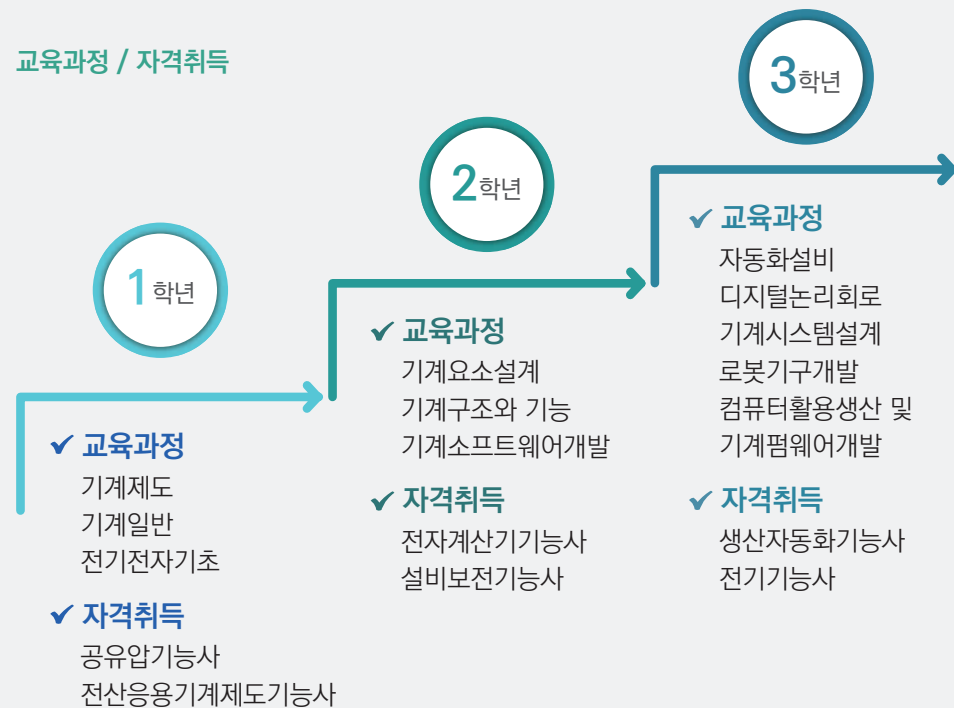 교육과정 / 자격취득
1학년
✔ 교육과정
기계제도
기계일반
전기전자기초
✔ 자격취득
공유압기능사
전산응용기계제도기능사
2학년
✔ 교육과정
기계요소설계
기계구조와 기능
기계소프트웨어개발
✔ 자격취득
전자계산기기능사
설비보전기능사
3학년
✔ 교육과정
자동화설비
디지털논리회로
기계시스템설계
로봇기구개발
컴퓨터활용생산 및
기계펌웨어개발
✔ 자격취득
생산자동화기능사
전기기능사